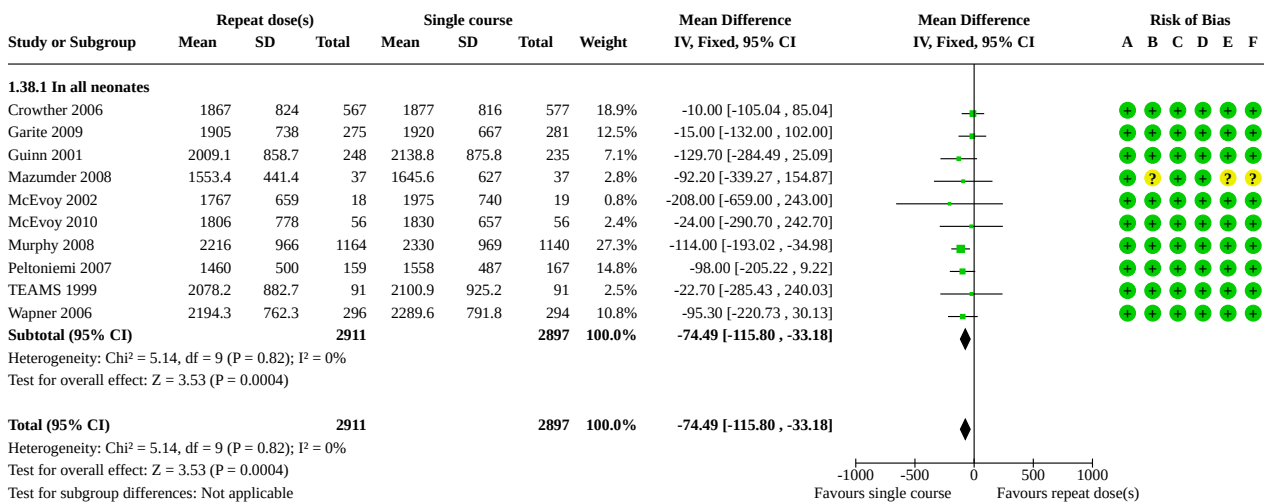 Repeat dose(s) Single course Mean Difference Mean Difference Risk of Bias
Study or Subgroup Mean SD Total Mean SD Total Weight IV, Fixed, 95% CI IV, Fixed, 95% CI A B C D E F
1.38.1 In all neonates
Crowther 2006 1867 824 567 1877 816 577 18.9% -10.00 [-105.04 , 85.04] + + + + + +
Garite 2009 1905 738 275 1920 667 281 12.5% -15.00 [-132.00 , 102.00] + + + + + +
Guinn 2001 2009.1 858.7 248 2138.8 875.8 235 7.1% -129.70 [-284.49 , 25.09] + + + + + +
Mazumder 2008 1553.4 441.4 37 1645.6 627 37 2.8% -92.20 [-339.27 , 154.87] + ? + + ? ?
McEvoy 2002 1767 659 18 1975 740 19 0.8% -208.00 [-659.00 , 243.00] + + + + + +
McEvoy 2010 1806 778 56 1830 657 56 2.4% -24.00 [-290.70 , 242.70] + + + + + +
Murphy 2008 2216 966 1164 2330 969 1140 27.3% -114.00 [-193.02 , -34.98] + + + + + +
Peltoniemi 2007 1460 500 159 1558 487 167 14.8% -98.00 [-205.22 , 9.22] + + + + + +
TEAMS 1999 2078.2 882.7 91 2100.9 925.2 91 2.5% -22.70 [-285.43 , 240.03] + + + + + +
Wapner 2006 2194.3 762.3 296 2289.6 791.8 294 10.8% -95.30 [-220.73 , 30.13] + + + + + +
Subtotal (95% CI) 2911 2897 100.0% -74.49 [-115.80 , -33.18]
Heterogeneity: Chi² = 5.14, df = 9 (P = 0.82); I² = 0%
Test for overall effect: Z = 3.53 (P = 0.0004)
Total (95% CI) 2911 2897 100.0% -74.49 [-115.80 , -33.18]
Heterogeneity: Chi² = 5.14, df = 9 (P = 0.82); I² = 0%
Test for overall effect: Z = 3.53 (P = 0.0004) -1000 -500 0 500 1000
Test for subgroup differences: Not applicable Favours single course Favours repeat dose(s)